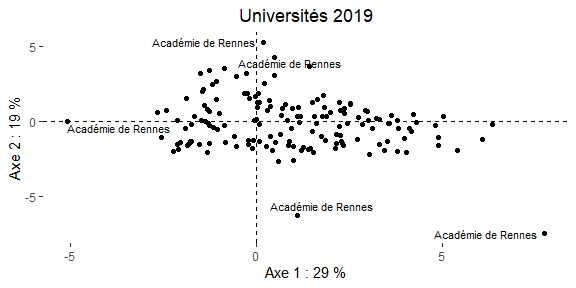 Universités 2019
5
Académie de Rennes
Académie de Rennes
0
Académie de Rennes
-5
Académie de Rennes
Académie de Rennes
Axe 2 : 19 %
-5
0
5
Axe 1 : 29 %